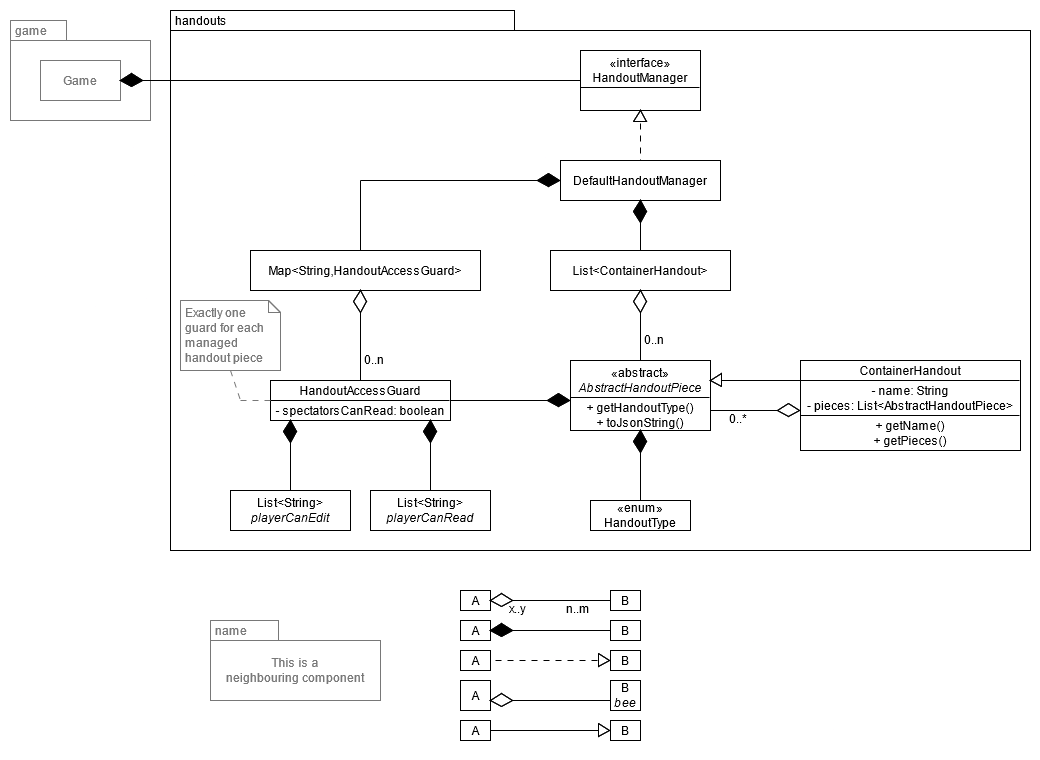 game
Game
handouts
«interface»
HandoutManager
DefaultHandoutManager
Map<String,HandoutAccessGuard>
List<ContainerHandout>
Exactly one
guard for each
managed
handout piece
0..n
0..n
HandoutAccessGuard
- spectatorsCanRead: boolean
«abstract»
AbstractHandoutPiece
+ getHandoutType()
+ toJsonString()
0..*
ContainerHandout
- name: String
- pieces: List<AbstractHandoutPiece>
+ getName()
+ getPieces()
List<String>
playerCanEdit
List<String>
playerCanRead
«enum»
HandoutType
name
This is a
neighbouring component
A
x..y
n..m
B
A
B
A
B
A
B
bee
A
B